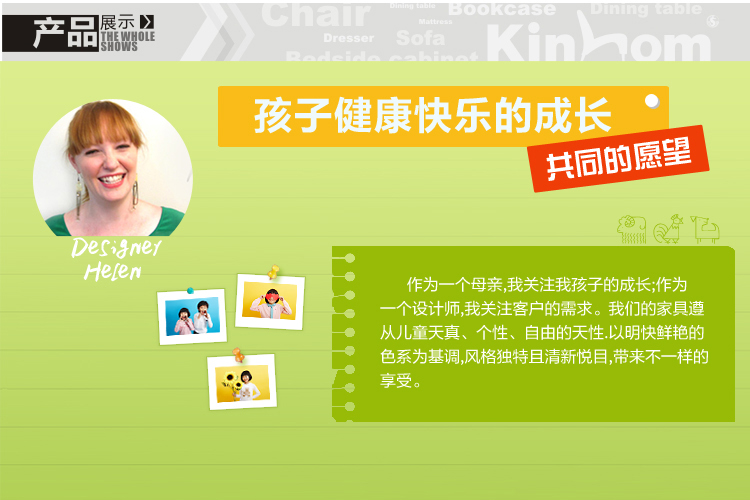 产品展示
THE WHOLE
SHOWS
Chair
Dining table
Bookcase
Dining table
Mattress
Dresser
Sofa
Bedside cabinet
Kinhom
孩子健康快乐的成长
共同的愿望
Designer
Helen
作为一个母亲,我关注我孩子的成长;作为
一个设计师,我关注客户的需求。我们的家具遵
从儿童天真、个性、自由的天性.以明快鲜艳的
色系为基调,风格独特且清新悦目,带来不一样的
享受。